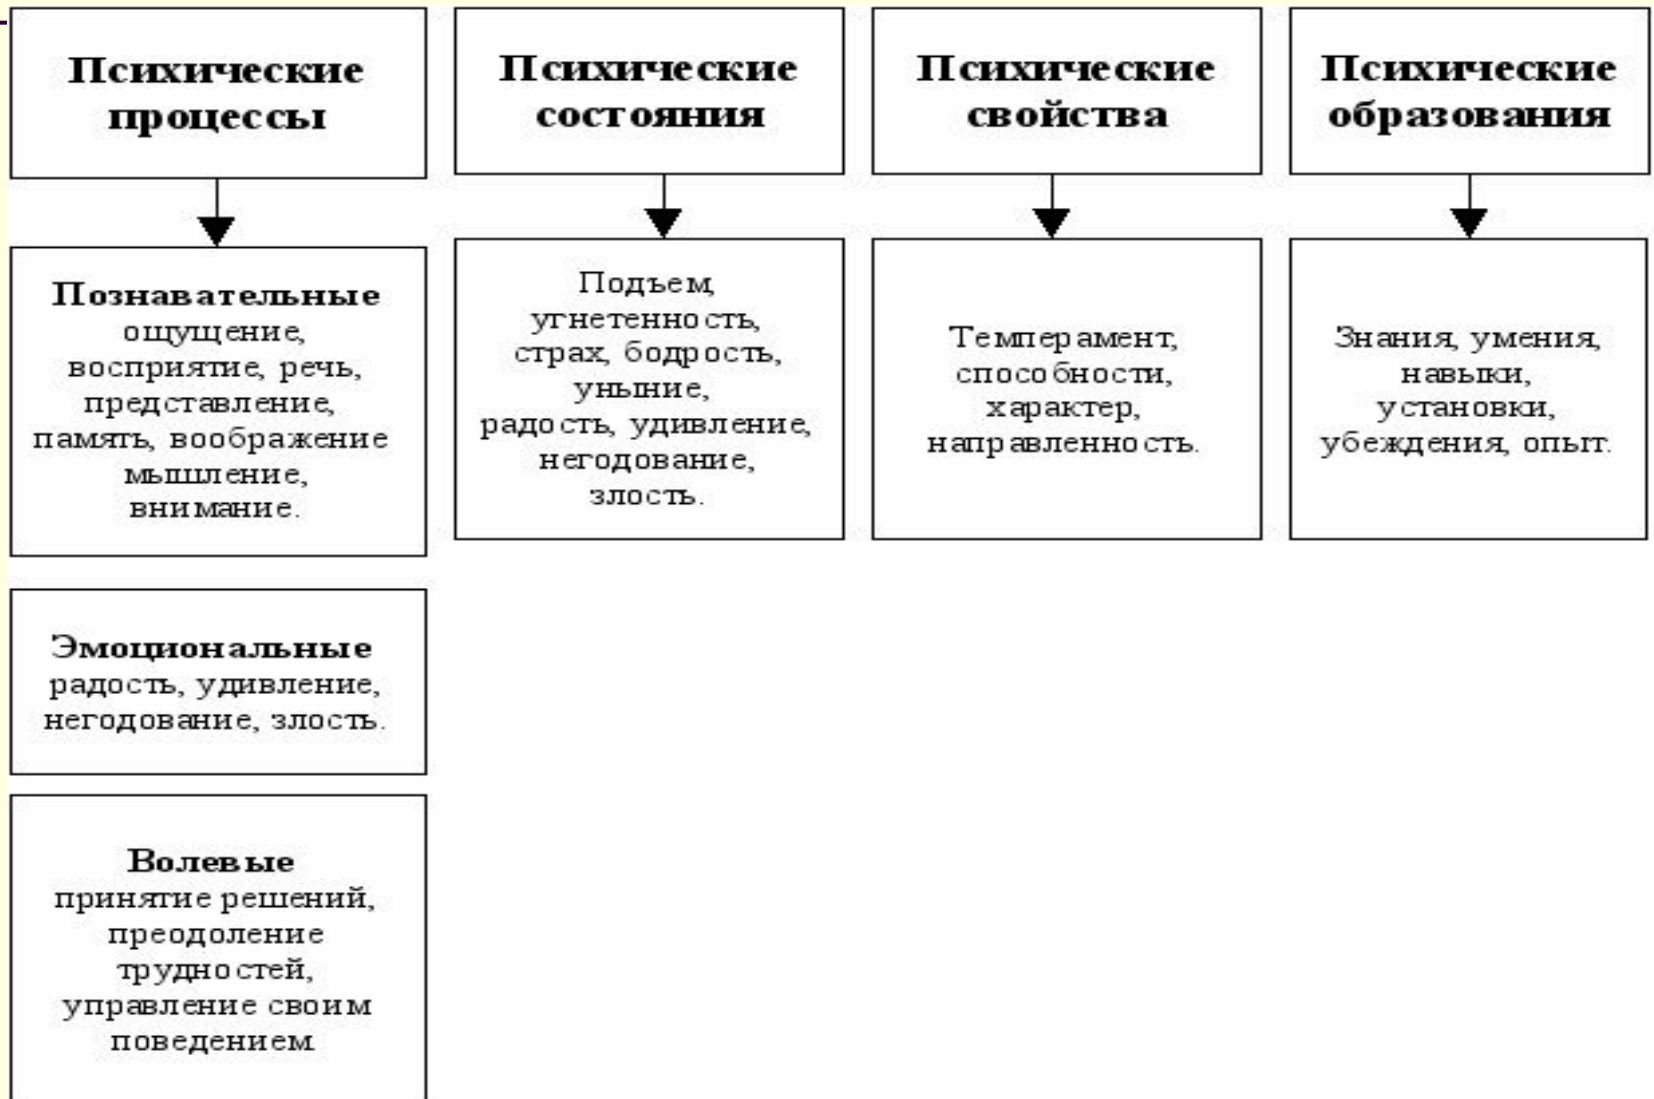 Психические
процессы
Познавательные
ощущение,
восприятие, речь,
представление,
память, воображение
мышление,
внимание.
Эмоциональные
радость, удивление,
негодование, злость.
Волевые
принятие решений,
преодоление
трудностей,
управление своим
поведением.
Психические
состояния
Подъем,
угнетенность,
страх, бодрость,
уныние,
радость, удивление,
негодование,
злость.
Психические
свойства
Темперамент,
способности,
характер,
направленность.
Психические
образования
Знания, умения,
навыки,
установки,
убеждения, опыт.